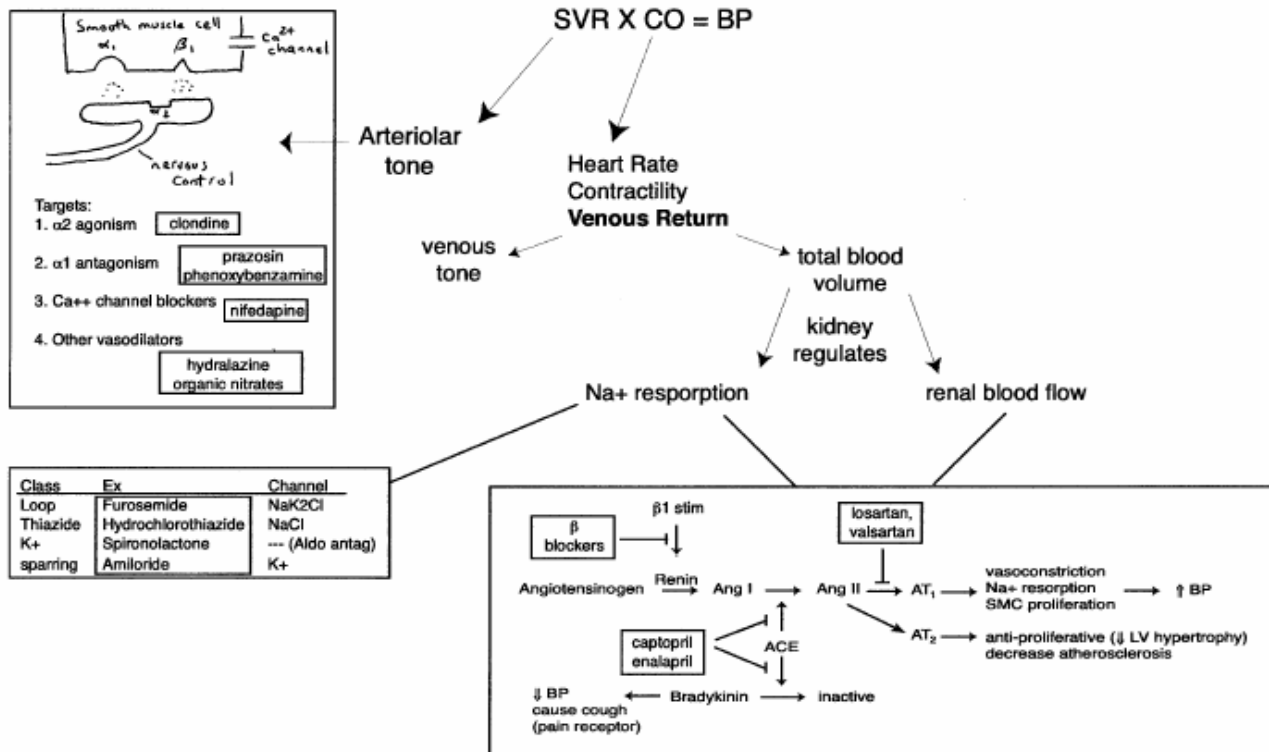 SVR X CO = BP
Smooth muscle cell
α1
β1
Ca2+
channel
α2
nervous
control
Targets:
1. α2 agonism clondine
2. α1 antagonism prazosin
phenoxybenzamine
3. Ca++ channel blockers nifedapine
4. Other vasodilators
hydralazine
organic nitrates
Arteriolar
tone
Heart Rate
Contractility
Venous Return
venous
tone
total blood
volume
kidney
regulates
Na+ resporption
renal blood flow
Class Ex Channel
Loop Furosemide NaK2Cl
Thiazide Hydrochlorothiazide NaCl
K+ Spironolactone --- (Aldo antag)
sparring Amiloride K+
β1 stim
β
blockers
losartan,
valsartan
Angiotensinogen Renin Ang I Ang II AT1
vasoconstriction
Na+ resorption
SMC proliferation
⇑ BP
AT2
anti-proliferative (⇓ LV hypertrophy)
decrease atherosclerosis
captopril
enalapril
ACE
⇓ BP
cause cough
(pain receptor)
Bradykinin
inactive